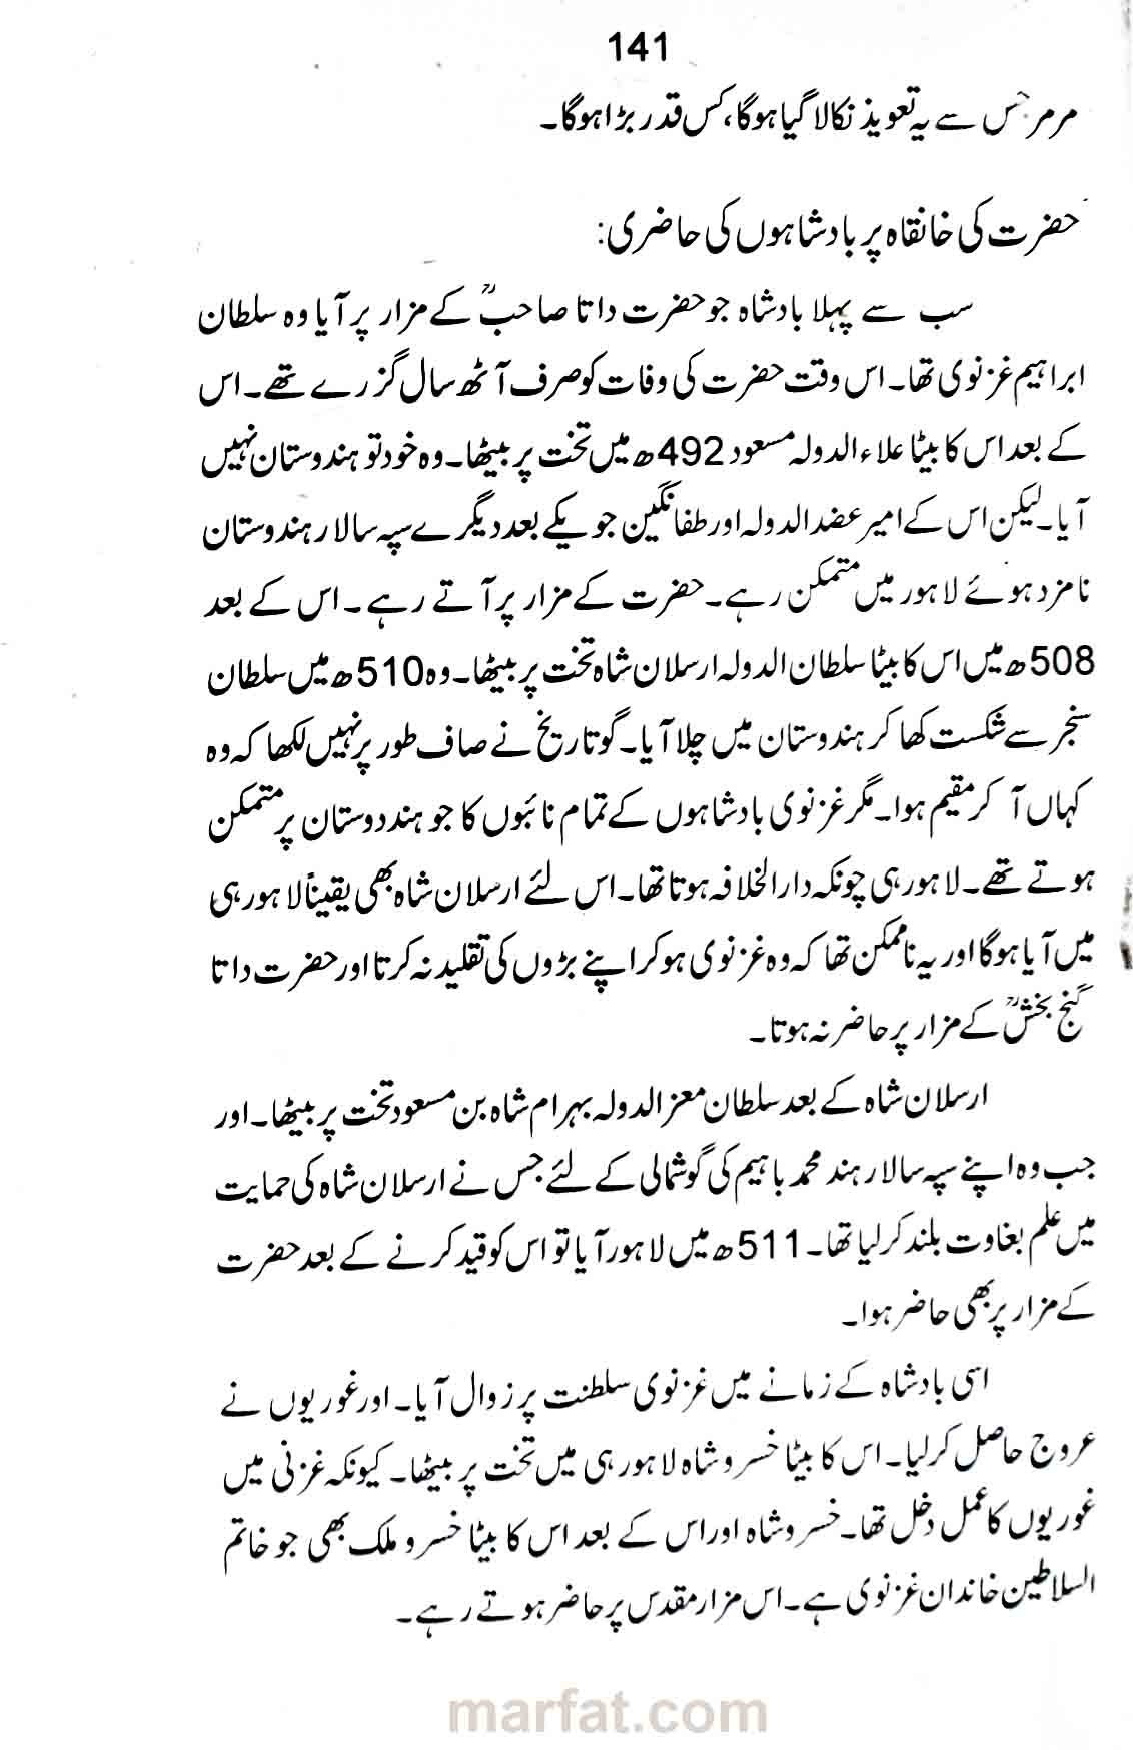 141
مرمر جس سے یہ تعویذ نکالا گیا ہوگا، کس قدر بڑا ہوگا۔
حضرت کی خانقاہ پر بادشاہوں کی حاضری:
سب سے پہلا بادشاہ جو حضرت داتا صاحبؒ کے مزار پر آیا وہ سلطان
ابراہیم غزنوی تھا۔ اس وقت حضرت کی وفات کو صرف آٹھ سال گزرے تھے۔ اس
کے بعد اس کا بیٹا علاء الدولہ مسعود 492ھ میں تخت پر بیٹھا۔ وہ خود تو ہندوستان نہیں
آیا۔ لیکن اس کے امیر عضد الدولہ اور طفانگین جو یکے بعد دیگرے سپہ سالار ہندوستان
نامزد ہوئے لاہور میں متمکن رہے۔ حضرت کے مزار پر آتے رہے۔ اس کے بعد
508ھ میں اس کا بیٹا سلطان الدولہ ارسلان شاہ تخت پر بیٹھا۔ وہ 510ھ میں سلطان
سنجر سے شکست کھا کر ہندوستان میں چلا آیا۔ گو تاریخ نے صاف طور پر نہیں لکھا کہ وہ
کہاں آ کر مقیم ہوا۔ مگر غزنوی بادشاہوں کے تمام نائبوں کا جو ہنددوستان پر متمکن
ہوتے تھے۔ لاہور ہی چونکہ دارالخلافہ ہوتا تھا۔ اس لئے ارسلان شاہ بھی یقیناً لاہور ہی
میں آیا ہوگا اور یہ ناممکن تھا کہ وہ غزنوی ہو کر اپنے بڑوں کی تقلید نہ کرتا اور حضرت داتا
گنج بخشؒ کے مزار پر حاضر نہ ہوتا۔
ارسلان شاہ کے بعد سلطان معز الدولہ بہرام شاہ بن مسعود تخت پر بیٹھا۔ اور
جب وہ اپنے سپہ سالار ہند محمد باہیم کی گوشمالی کے لئے جس نے ارسلان شاہ کی حمایت
میں علم بغاوت بلند کر لیا تھا۔ 511ھ میں لاہور آیا تو اس کو قید کرنے کے بعد حضرت
کے مزار پر بھی حاضر ہوا۔
اسی بادشاہ کے زمانے میں غزنوی سلطنت پر زوال آیا۔ اور غوریوں نے
عروج حاصل کر لیا۔ اس کا بیٹا خسرو شاہ لاہور ہی میں تخت پر بیٹھا۔ کیونکہ غزنی میں
غوریوں کا عمل دخل تھا۔ خسرو شاہ اور اس کے بعد اس کا بیٹا خسرو ملک بھی جو خاتم
السلاطین خاندان غزنوی ہے۔ اس مزار مقدس پر حاضر ہوتے رہے۔
marfat.com